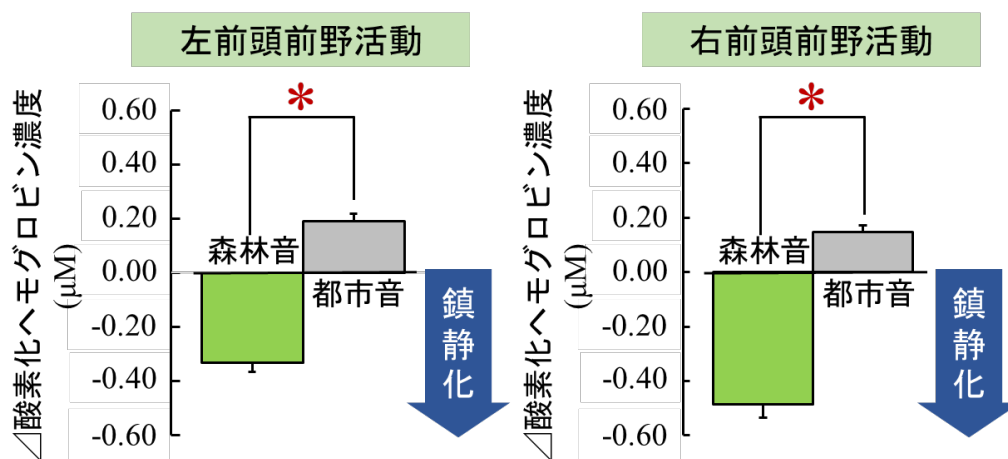 左前頭前野活動
⊿酸素化ヘモグロビン濃度
(μM)
0.60
0.40
0.20
0.00
-0.20
-0.40
-0.60
*
森林音
都市音
鎮静化
右前頭前野活動
⊿酸素化ヘモグロビン濃度
(μM)
0.60
0.40
0.20
0.00
-0.20
-0.40
-0.60
*
森林音
都市音
鎮静化